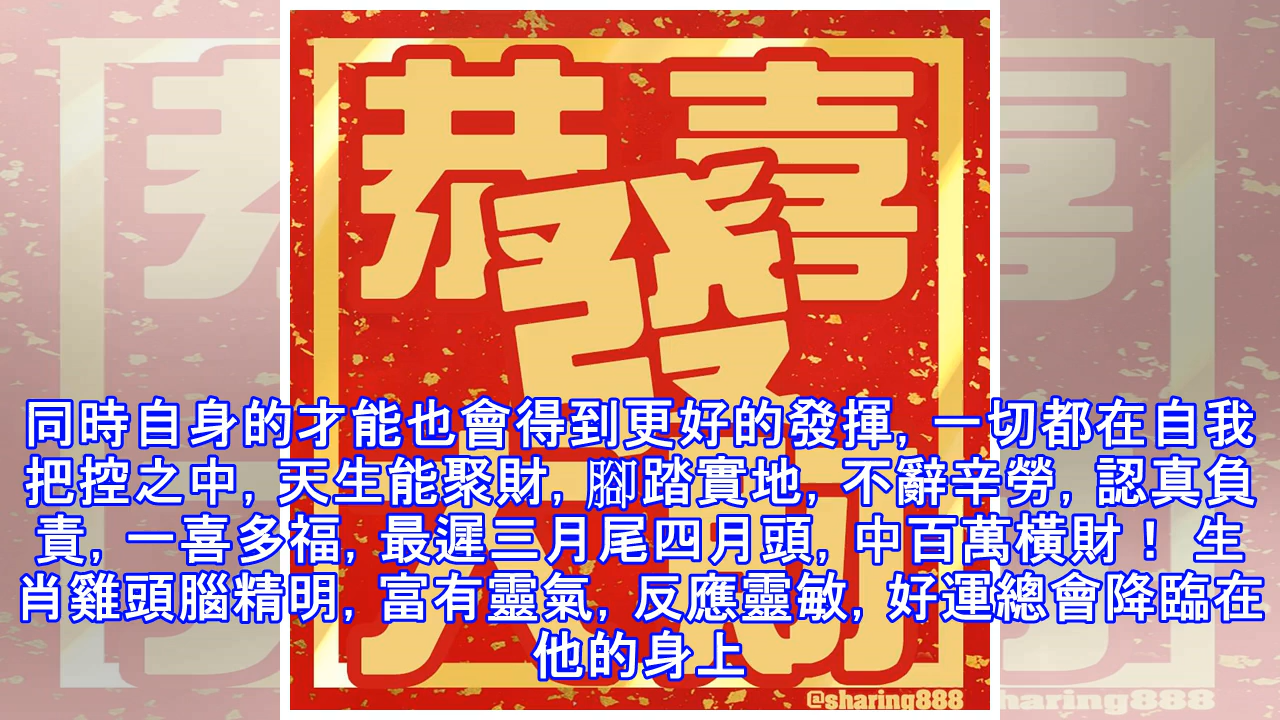 恭喜
發
大財
同時自身的才能也會得到更好的發揮, 一切都在自我
把控之中, 天生能聚財, 腳踏實地, 不辭辛勞, 認真負
責, 一喜多福, 最遲三月尾四月頭, 中百萬橫財！ 生
肖雞頭腦精明, 富有靈氣, 反應靈敏, 好運總會降臨在
他的身上
@sharing888
haring888